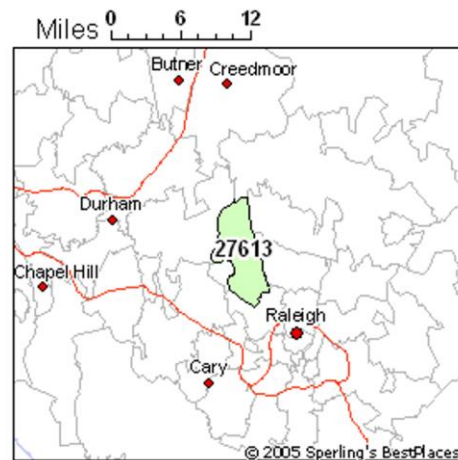 Miles 0 6 12
Butner Creedmoor
Durham
27613
Chapel Hill
Raleigh
Cary
© 2005 Sperling's BestPlaces